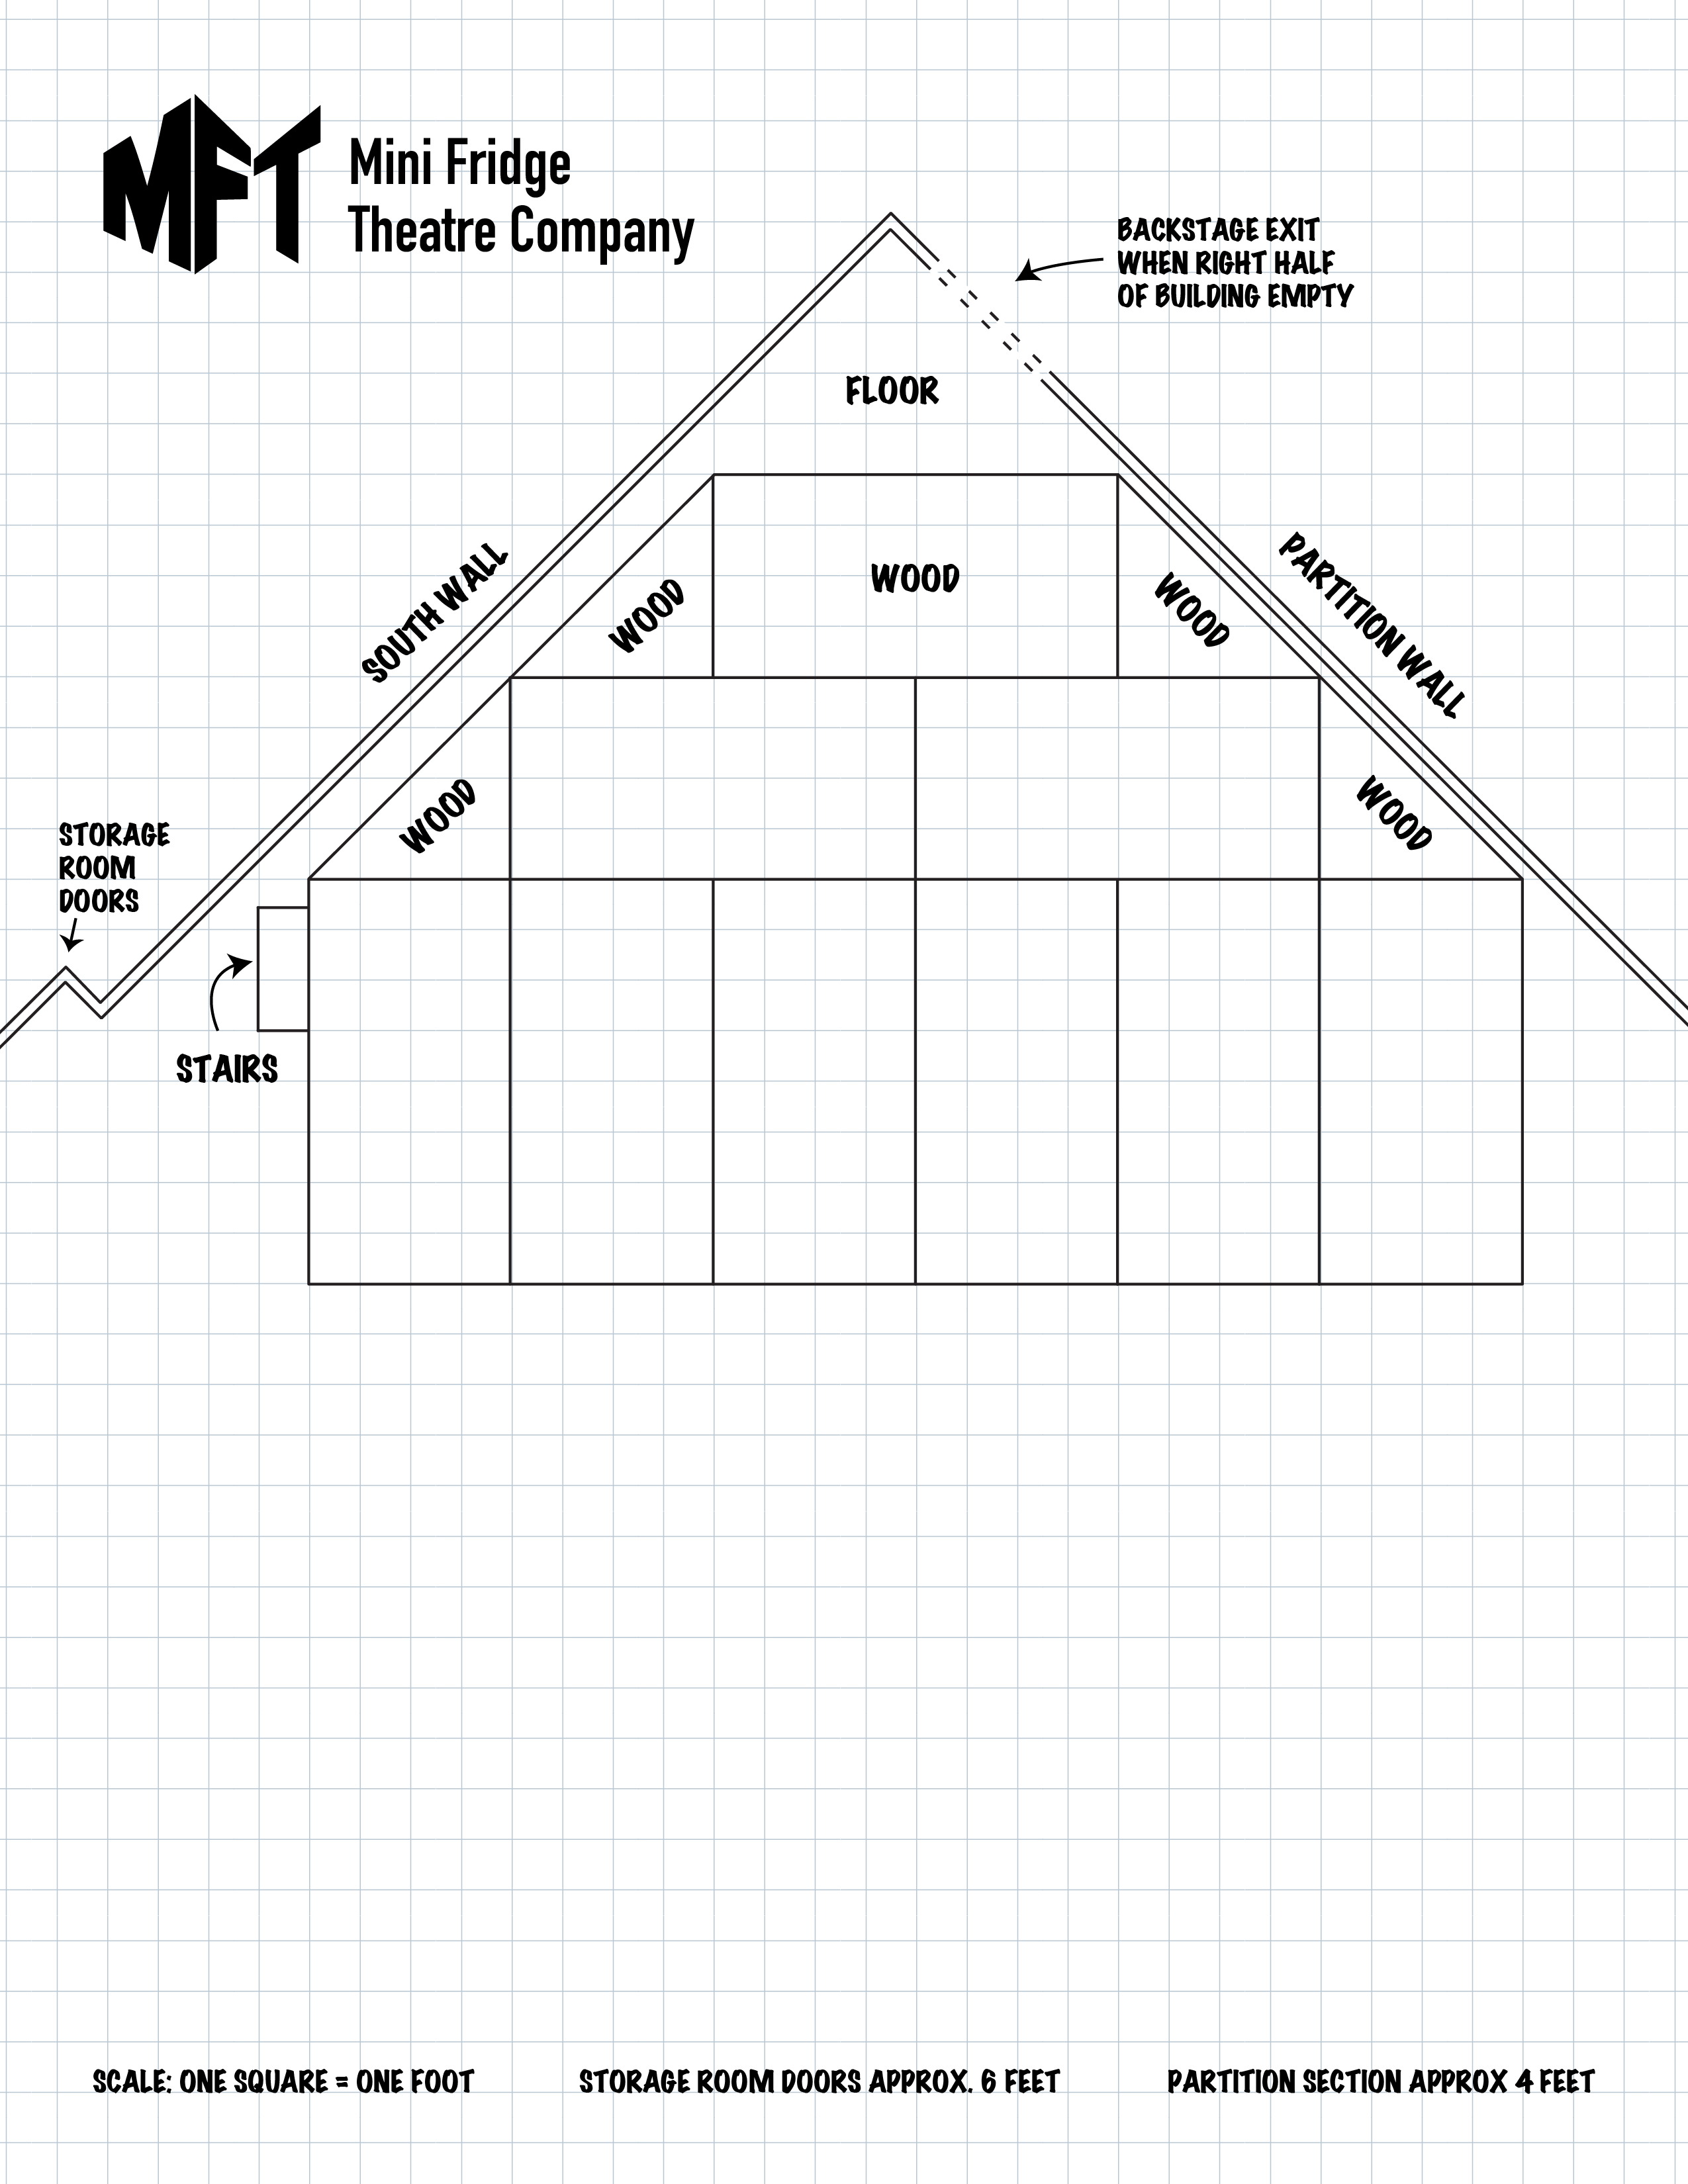 MFT
Mini Fridge
Theatre Company
BACKSTAGE EXIT
WHEN RIGHT HALF
OF BUILDING EMPTY
FLOOR
SOUTH WALL
WOOD
WOOD
WOOD
PARTITION WALL
WOOD
WOOD
STORAGE
ROOM
DOORS
STAIRS
SCALE: ONE SQUARE = ONE FOOT
STORAGE ROOM DOORS APPROX. 6 FEET
PARTITION SECTION APPROX 4 FEET